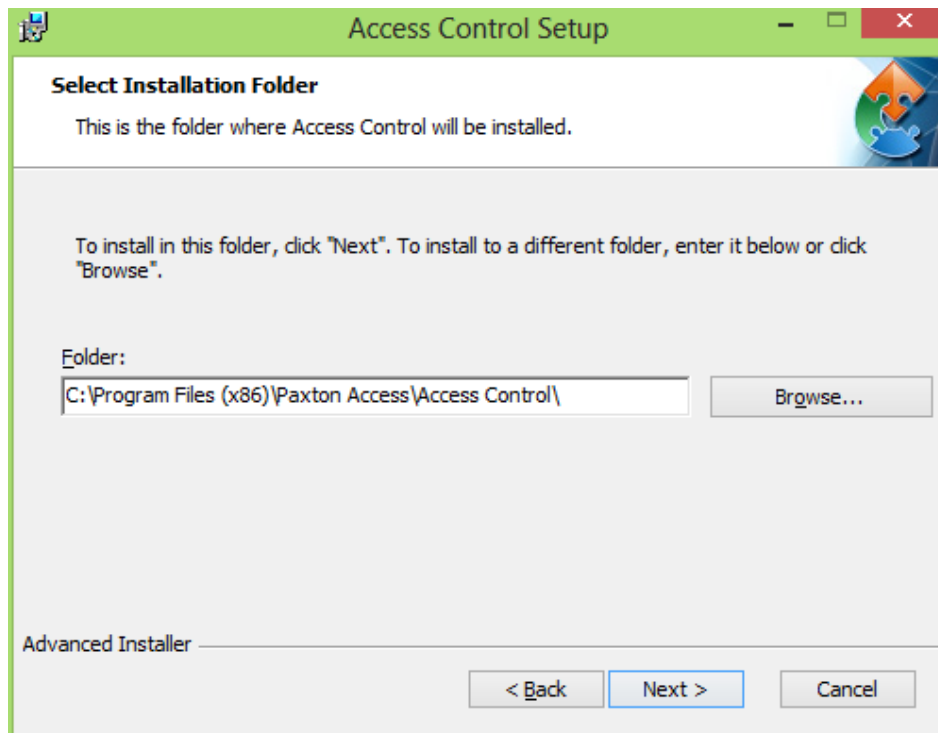 Access Control Setup
Select Installation Folder
This is the folder where Access Control will be installed.
To install in this folder, click "Next". To install to a different folder, enter it below or click
"Browse".
Folder:
C:\Program Files (x86)\Paxton Access\Access Control\
Browse...
Advanced Installer
< Back
Next >
Cancel